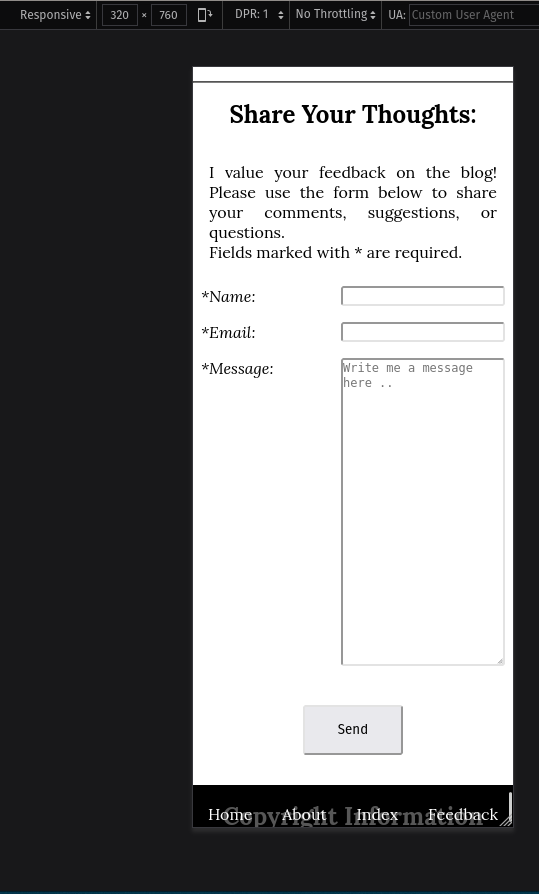 Responsive 320 × 760 DPR: 1 No Throttling UA: Custom User Agent
Share Your Thoughts:
I value your feedback on the blog!
Please use the form below to share
your comments, suggestions, or
questions.
Fields marked with * are required.
*Name:
*Email:
*Message:
Write me a message
here ..
Send
Copyright Information
Home About Index Feedback